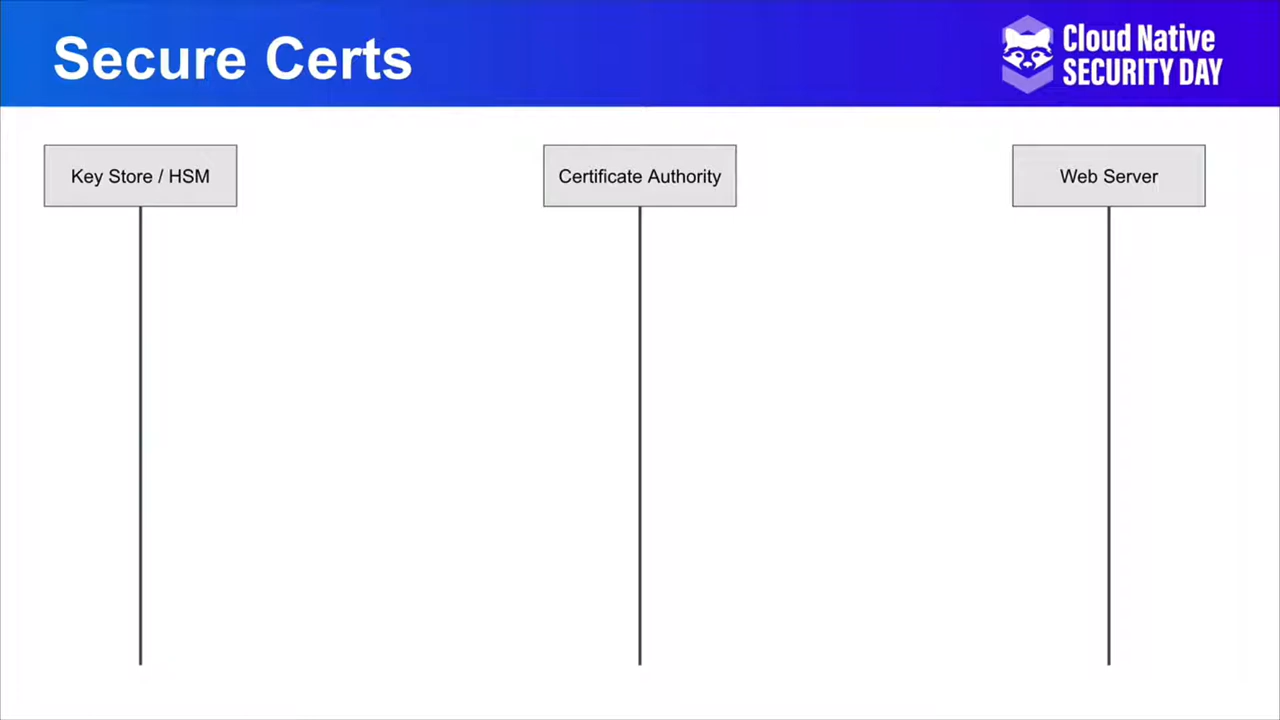 Secure Certs
Cloud Native
SECURITY DAY
Key Store / HSM
Certificate Authority
Web Server